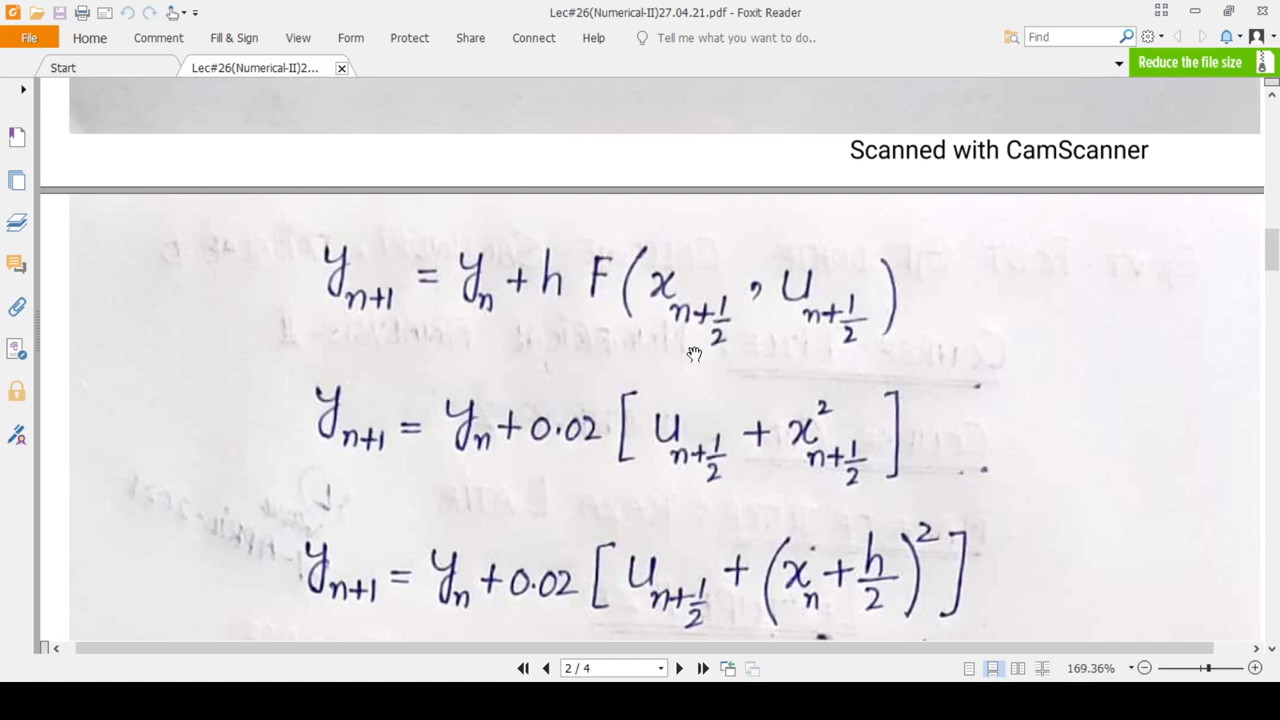 Lec#26(Numerical-II)27.04.21.pdf - Foxit Reader
File Home Comment Fill & Sign View Form Protect Share Connect Help Tell me what you want to do.. Find
Start Lec#26(Numerical-II)2... Reduce the file size
Scanned with CamScanner
y_{n+1} = y_n + h F(x_{n+1/2}, u_{n+1/2})
y_{n+1} = y_n + 0.02 [u_{n+1/2} + x²_{n+1/2}]
y_{n+1} = y_n + 0.02 [u_{n+1/2} + (x_n + h/2)²]
2 / 4 169.36%